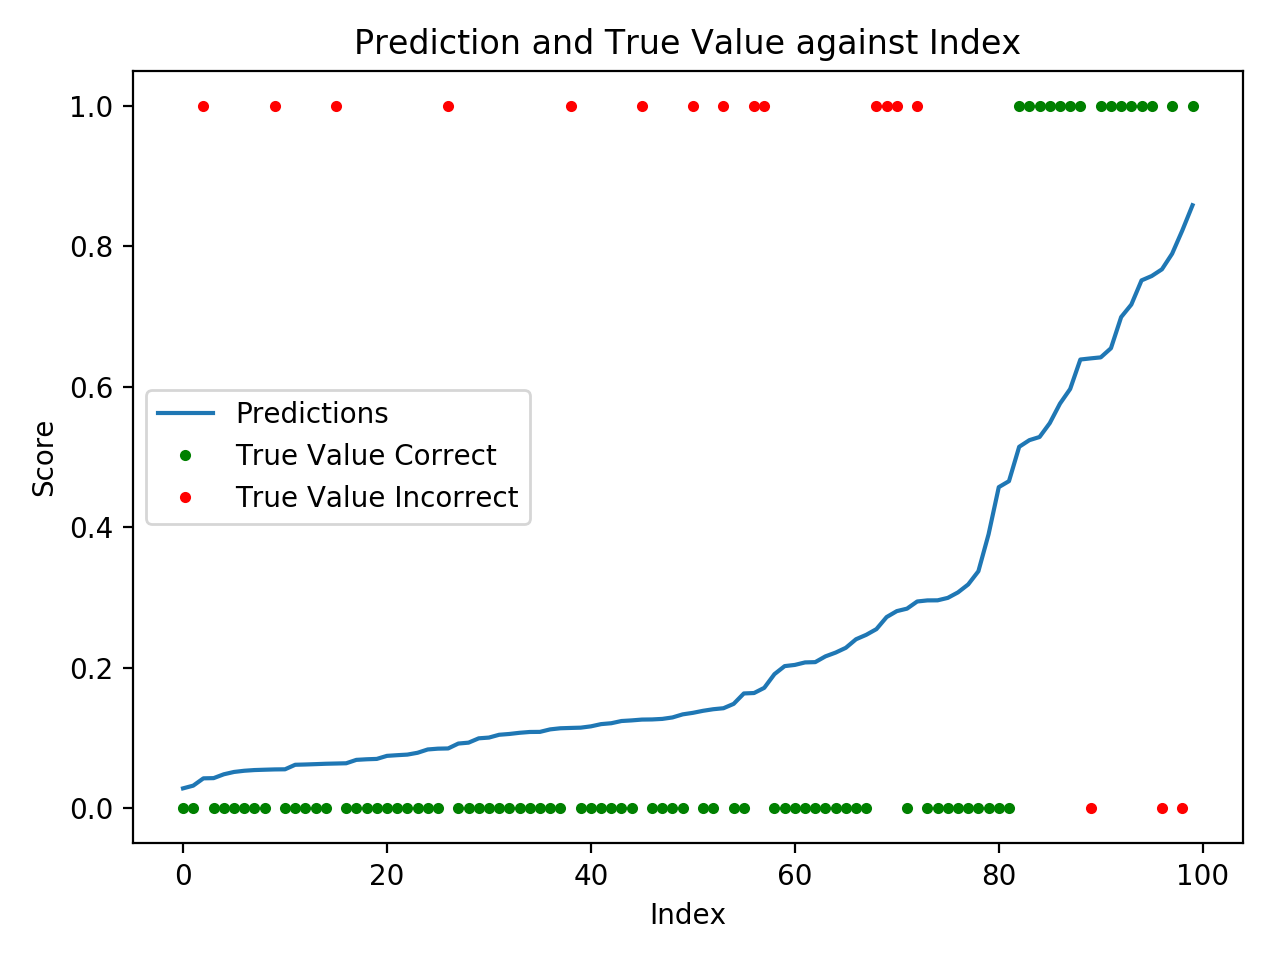 Prediction and True Value against Index
1.0
0.8
0.6
0.4
0.2
0.0
Score
Predictions
True Value Correct
True Value Incorrect
0 20 40 60 80 100
Index